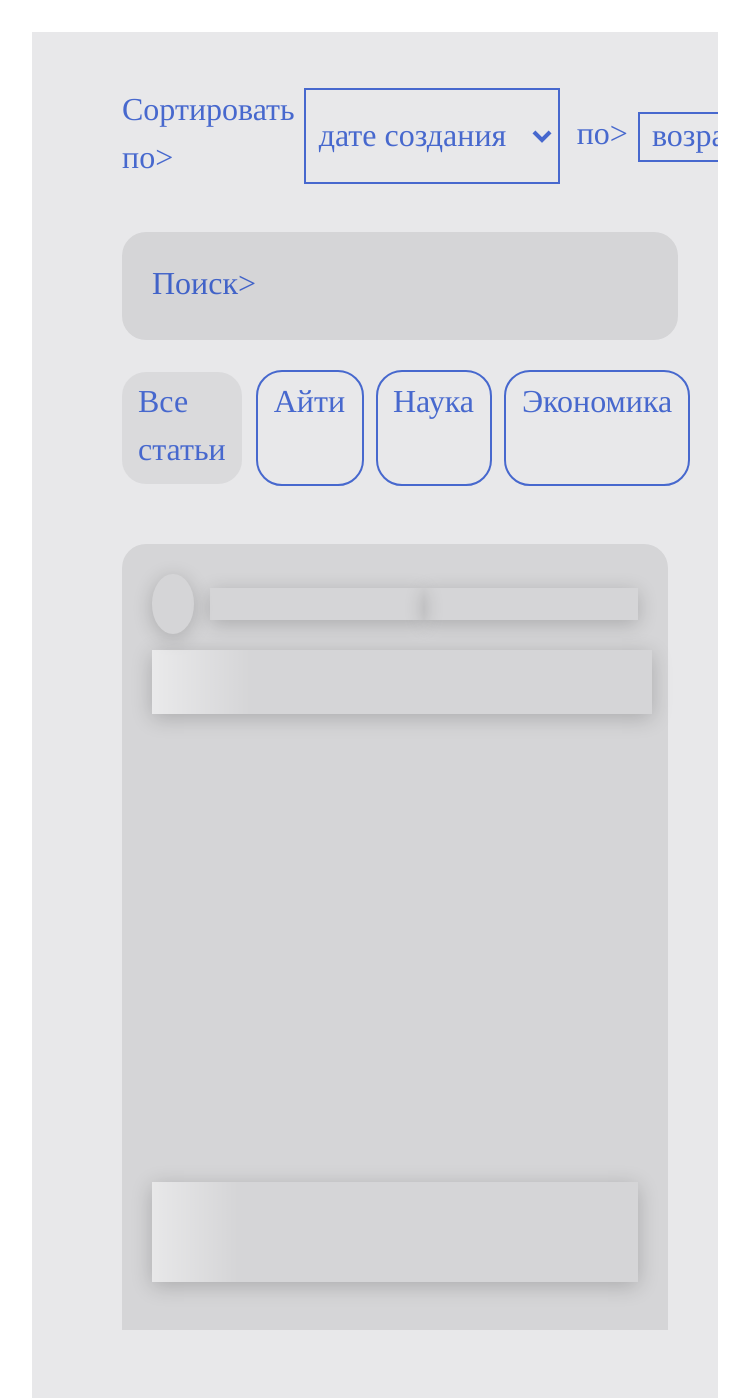 Сортировать
по>
дате создания
по>
Поиск>
Все
статьи
Айти
Наука
Экономика